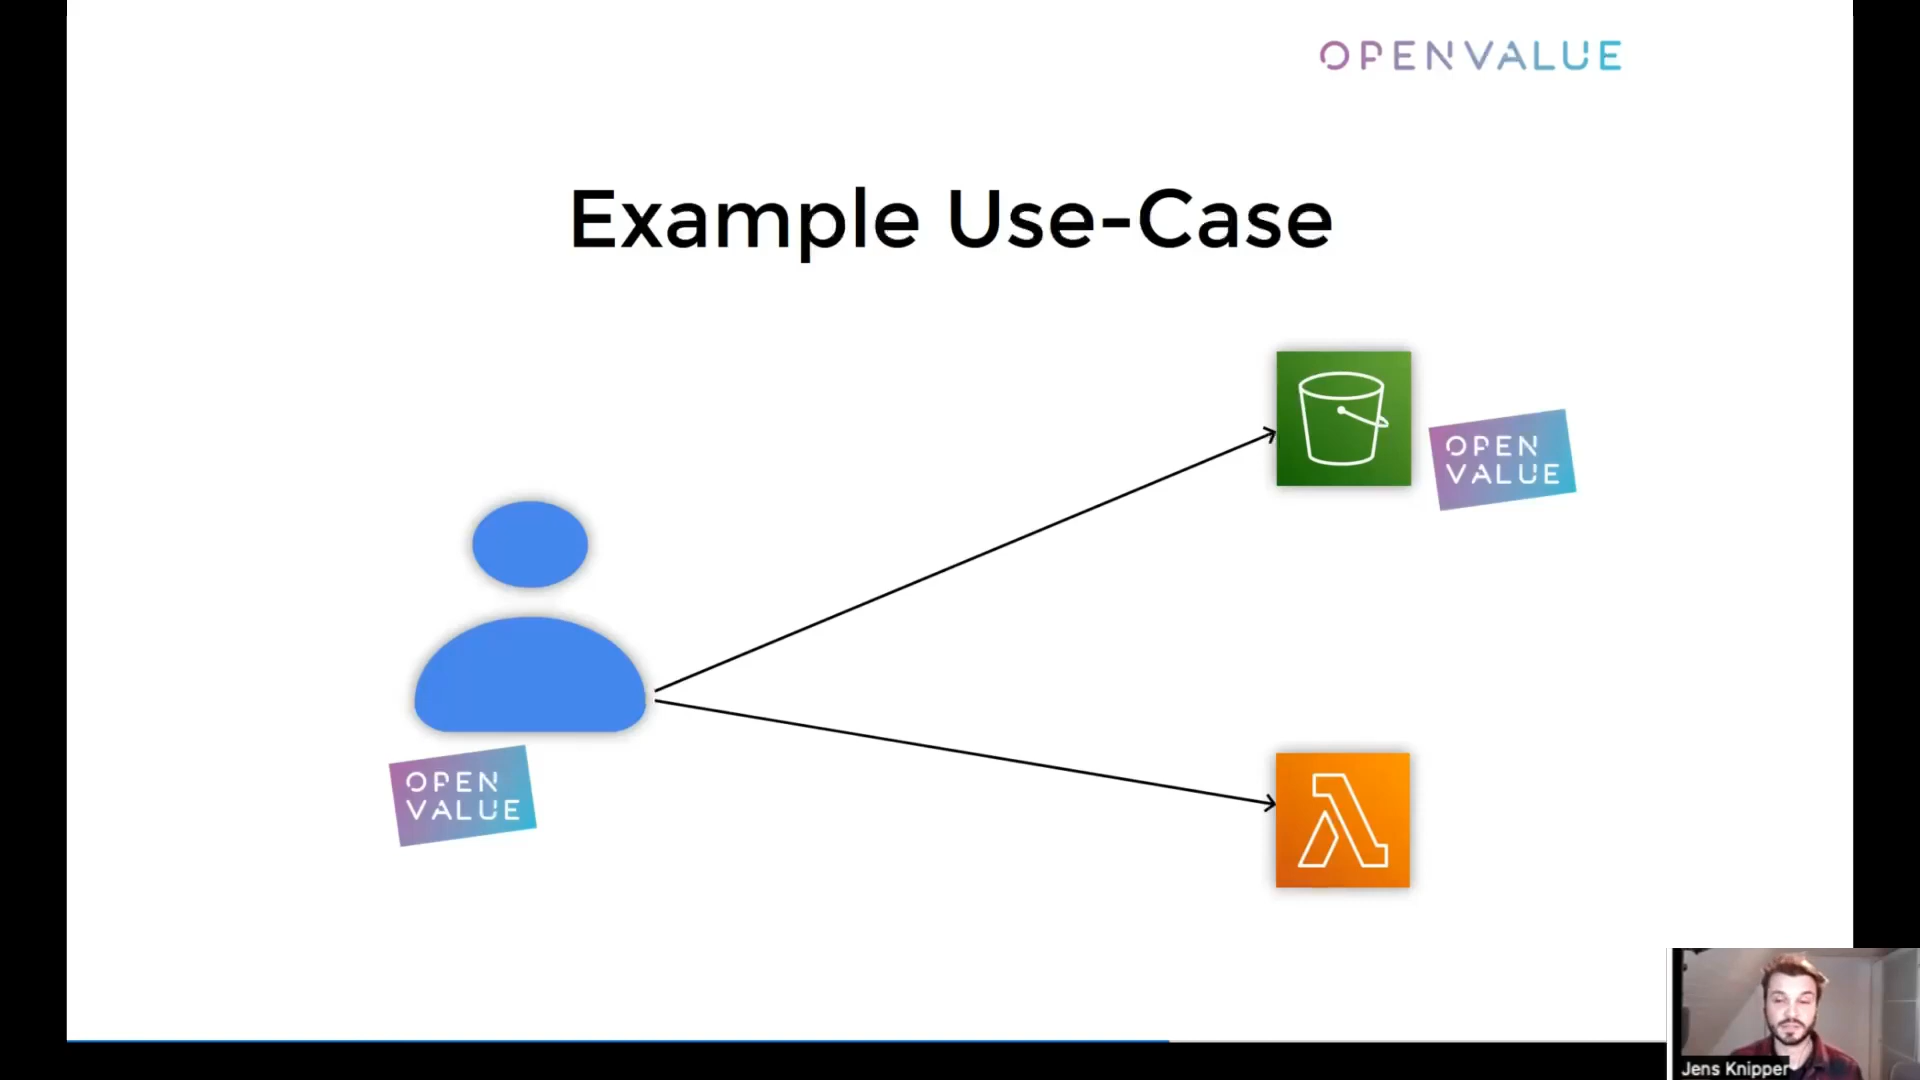 OPENVALUE
Example Use-Case
OPEN
VALUE
OPEN
VALUE
Jens Knipper